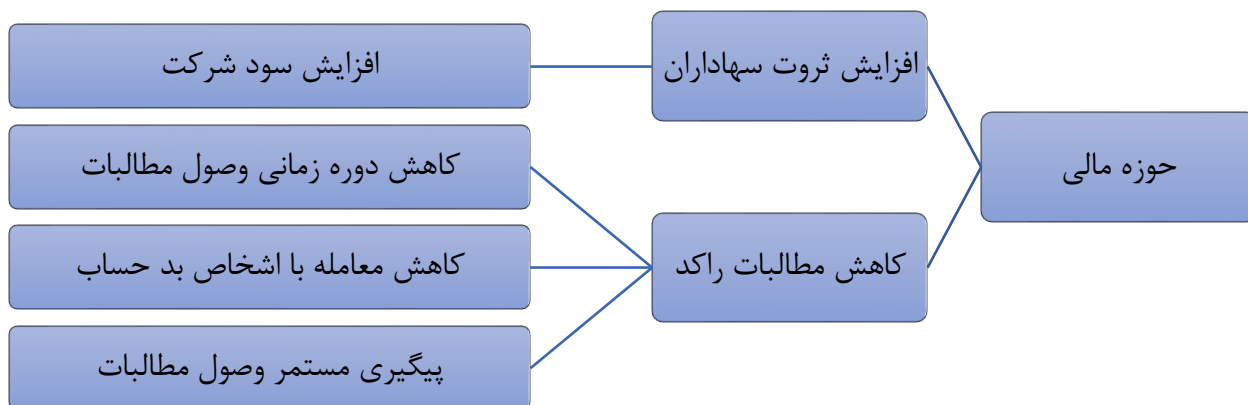 حوزه مالی
افزایش ثروت سهاداران
افزایش سود شرکت
کاهش مطالبات راکد
کاهش دوره زمانی وصول مطالبات
کاهش معامله با اشخاص بد حساب
پیگیری مستمر وصول مطالبات